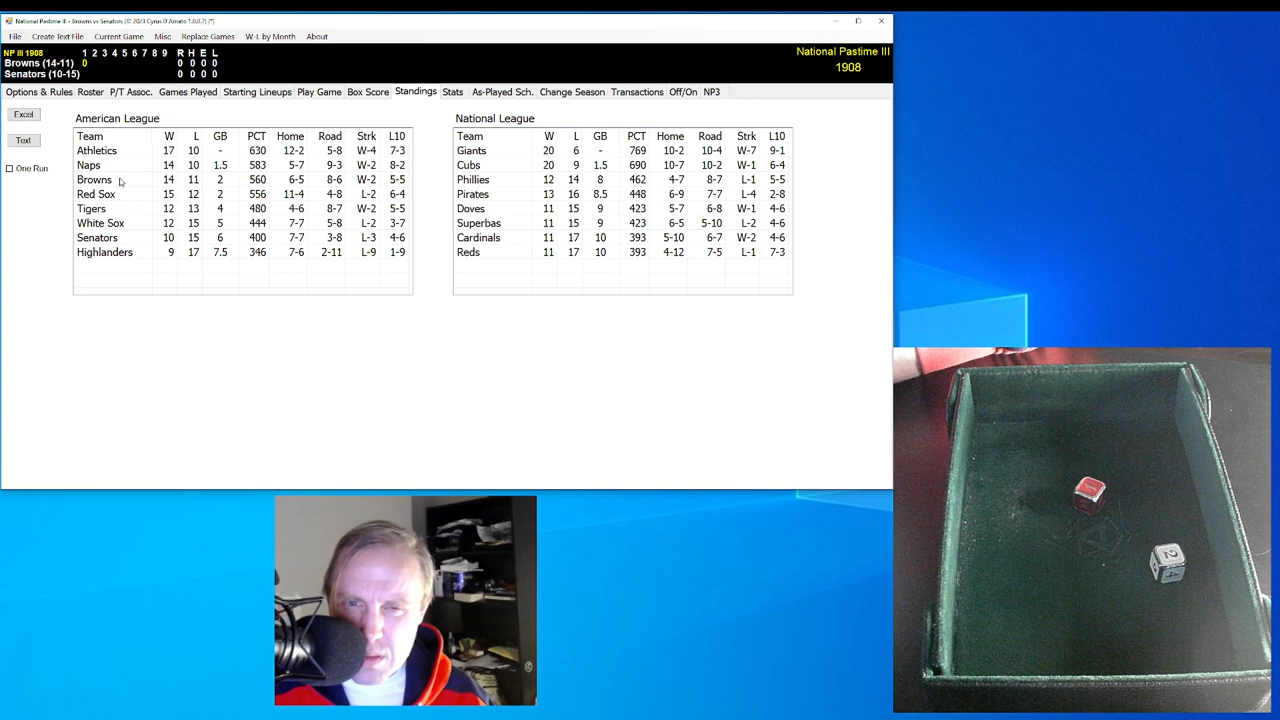 National Pastime III - Browns vs Senators (© 2023 Cyrus D'Amato 1.0.0.7) [*]
File Create Text File Current Game Misc Replace Games W-L by Month About
NP III 1908 1 2 3 4 5 6 7 8 9 R H E L
Browns (14-11) 0 0 0 0 0
Senators (10-15) 0 0 0 0
National Pastime III
1908
Options & Rules Roster P/T Assoc. Games Played Starting Lineups Play Game Box Score Standings Stats As-Played Sch. Change Season Transactions Off/On NP3
Excel
Text
One Run
American League
Team W L GB PCT Home Road Strk L10
Athletics 17 10 - 630 12-2 5-8 W-4 7-3
Naps 14 10 1.5 583 5-7 9-3 W-2 8-2
Browns 14 11 2 560 6-5 8-6 W-2 5-5
Red Sox 15 12 2 556 11-4 4-8 L-2 6-4
Tigers 12 13 4 480 4-6 8-7 W-2 5-5
White Sox 12 15 5 444 7-7 5-8 L-2 3-7
Senators 10 15 6 400 7-7 3-8 L-3 4-6
Highlanders 9 17 7.5 346 7-6 2-11 L-9 1-9
National League
Team W L GB PCT Home Road Strk L10
Giants 20 6 - 769 10-2 10-4 W-7 9-1
Cubs 20 9 1.5 690 10-7 10-2 W-1 6-4
Phillies 12 14 8 462 4-7 8-7 L-1 5-5
Pirates 13 16 8.5 448 6-9 7-7 L-4 2-8
Doves 11 15 9 423 5-7 6-8 W-1 4-6
Superbas 11 15 9 423 6-5 5-10 L-2 4-6
Cardinals 11 17 10 393 5-10 6-7 W-2 4-6
Reds 11 17 10 393 4-12 7-5 L-1 7-3
2
4